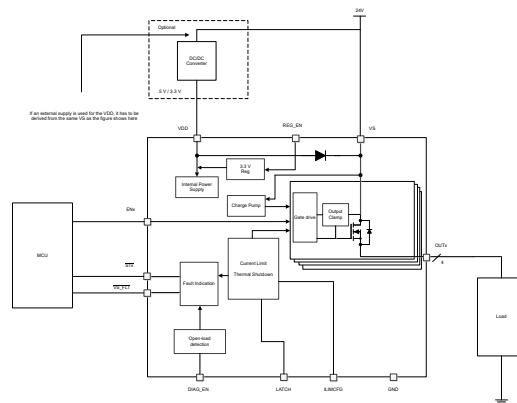 24V
Optional
DC/DC
Converter
5 V / 3.3 V
If an external supply is used for the VDD, it has to be
derived from the same VS as the figure shows here
VDD
REG_EN
VS
3.3 V
Reg
Internal Power
Supply
Charge Pump
Gate drive
Output
Clamp
ENx
MCU
STx
VS_FLT
Fault Indication
Current Limit
Thermal Shutdown
OUTx
4
Load
Open-load
detection
DIAG_EN
LATCH
ILIMCFG
GND